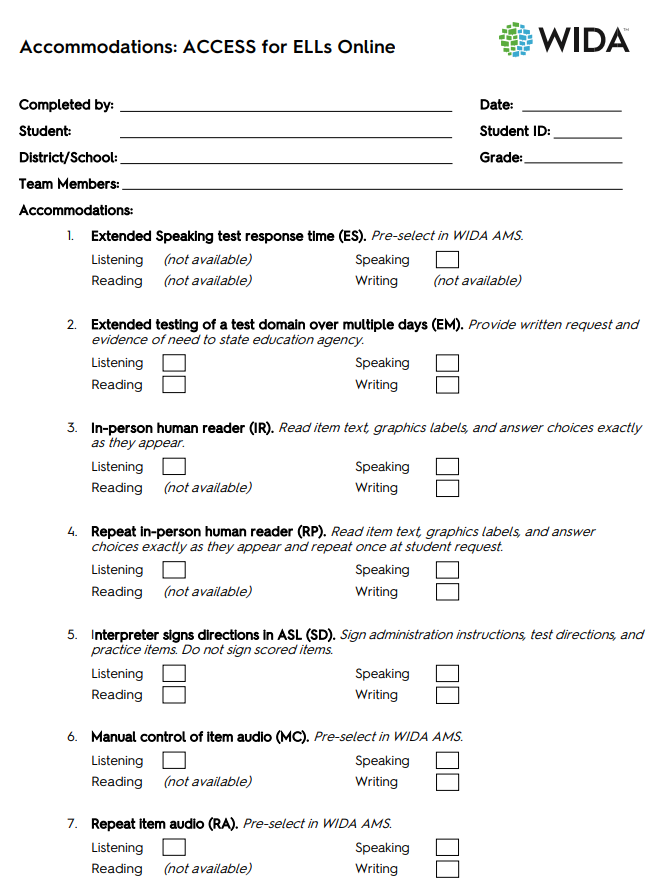 Accommodations: ACCESS for ELLs Online
WIDA™
Completed by: Date:
Student: Student ID:
District/School: Grade:
Team Members:
Accommodations:
1. Extended Speaking test response time (ES). Pre-select in WIDA AMS.
Listening (not available) Speaking
Reading (not available) Writing (not available)
2. Extended testing of a test domain over multiple days (EM). Provide written request and
evidence of need to state education agency.
Listening Speaking
Reading Writing
3. In-person human reader (IR). Read item text, graphics labels, and answer choices exactly
as they appear.
Listening Speaking
Reading (not available) Writing
4. Repeat in-person human reader (RP). Read item text, graphics labels, and answer
choices exactly as they appear and repeat once at student request.
Listening Speaking
Reading (not available) Writing
5. Interpreter signs directions in ASL (SD). Sign administration instructions, test directions, and
practice items. Do not sign scored items.
Listening Speaking
Reading Writing
6. Manual control of item audio (MC). Pre-select in WIDA AMS.
Listening Speaking
Reading (not available) Writing
7. Repeat item audio (RA). Pre-select in WIDA AMS.
Listening Speaking
Reading (not available) Writing